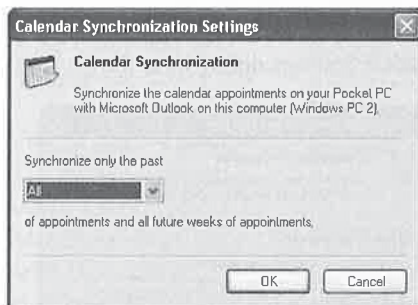 Calendar Synchronization Settings
Calendar Synchronization
Synchronize the calendar appointments on your Pocket PC
with Microsoft Outlook on this computer (Windows PC 2).
Synchronize only the past
All
of appointments and all future weeks of appointments.
OK
Cancel